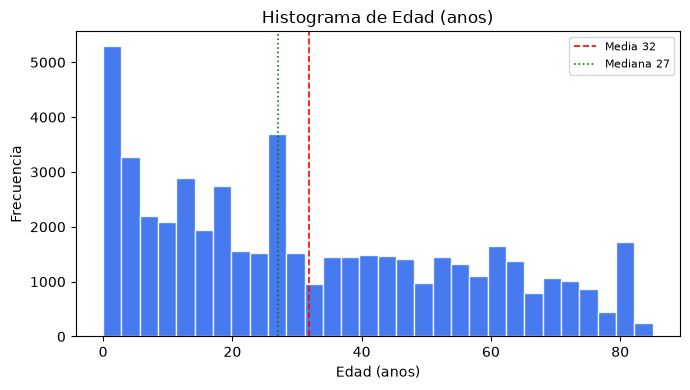 Histograma de Edad (anos)
Media 32
Mediana 27
Frecuencia
5000
4000
3000
2000
1000
0
0 20 40 60 80
Edad (anos)